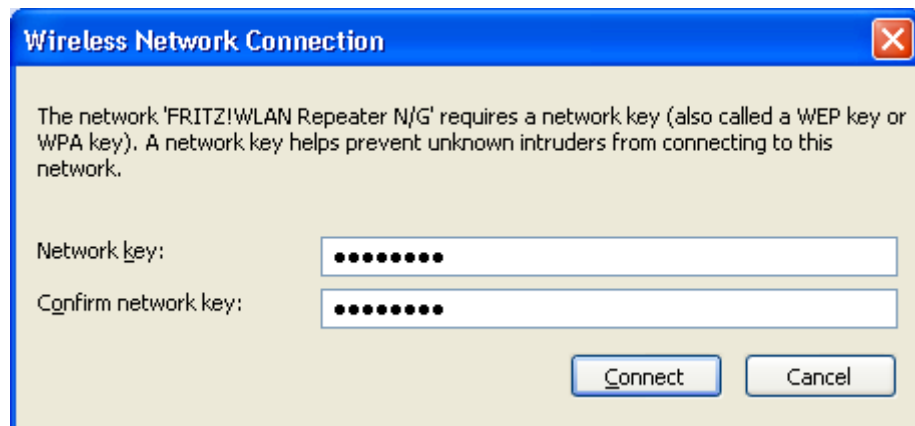 Wireless Network Connection
The network 'FRITZ!WLAN Repeater N/G' requires a network key (also called a WEP key or
WPA key). A network key helps prevent unknown intruders from connecting to this
network.
Network key: ●●●●●●●●
Confirm network key: ●●●●●●●●
Connect Cancel